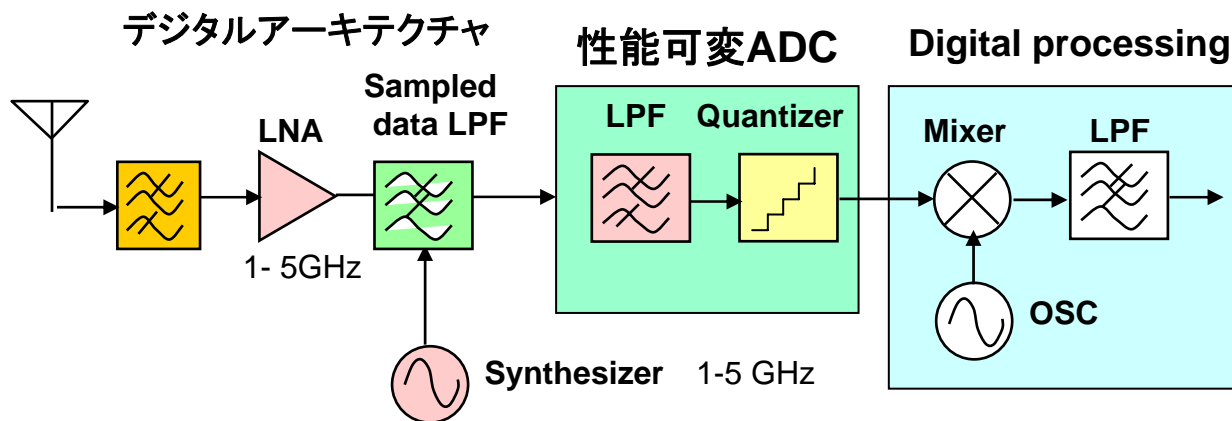 デジタルアーキテクチャ
性能可変ADC
Digital processing
Sampled
data LPF
LNA
LPF
Quantizer
Mixer
LPF
1- 5GHz
OSC
Synthesizer
1-5 GHz